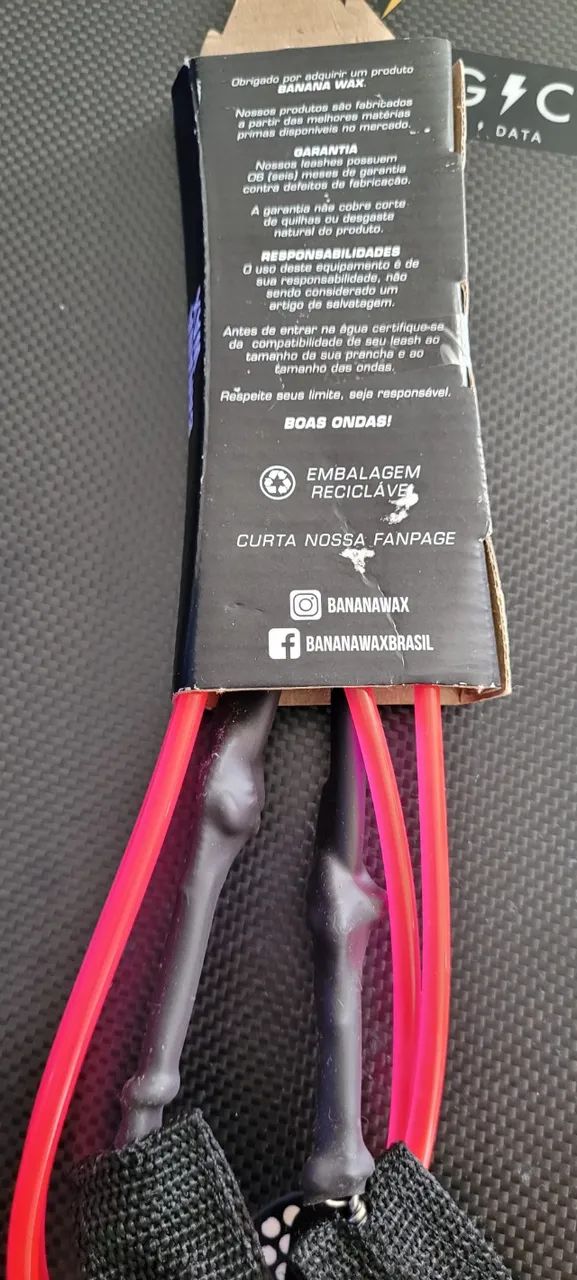 Obrigado por adquirir um produto
BANANA WAX.
Nossos produtos são fabricados
a partir das melhores matérias
primas disponíveis no mercado.
GARANTIA
Nossos leashes possuem
06 (seis) meses de garantia
contra defeitos de fabricação.
A garantia não cobre corte
de quilhas ou desgaste
natural do produto.
RESPONSABILIDADES
O uso deste equipamento é de
sua responsabilidade, não
sendo considerado um
artigo de salvatagem.
Antes de entrar na água certifique-se
da compatibilidade de seu leash ao
tamanho da sua prancha e ao
tamanho das ondas.
Respeite seus limite, seja responsável.
BOAS ONDAS!
EMBALAGEM
RECICLÁVEL
CURTA NOSSA FANPAGE
BANANAWAX
BANANAWAXBRASIL
G C
DATA